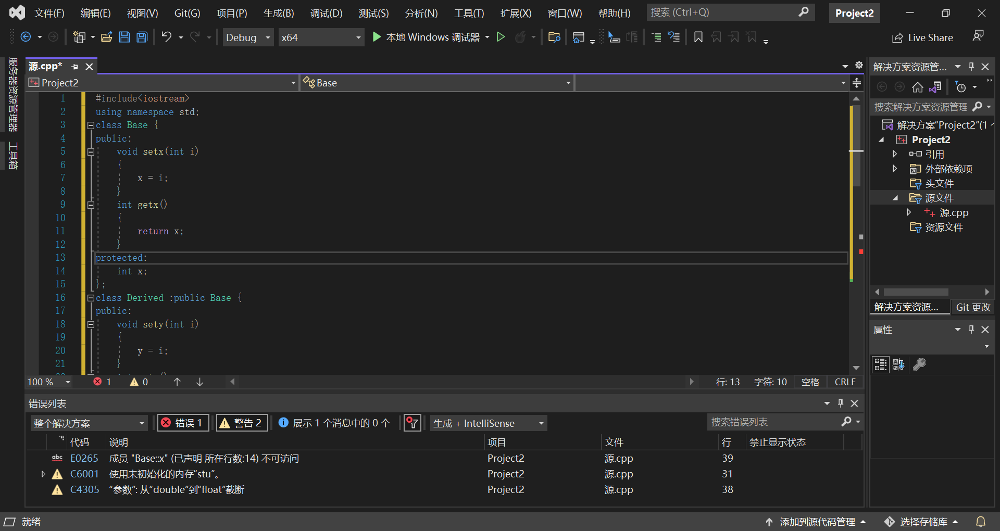 文件(F) 编辑(E) 视图(V) Git(G) 项目(P) 生成(B) 调试(D) 测试(S) 分析(N) 工具(T) 扩展(X) 窗口(W) 帮助(H) 搜索 (Ctrl+Q) Project2
Debug x64 本地 Windows 调试器 Live Share
服务器资源管理器
工具箱
源.cpp*
Project2 Base
1 #include<iostream>
2 using namespace std;
3 class Base {
4 public:
5 void setx(int i)
6 {
7 x = i;
8 }
9 int getx()
10 {
11 return x;
12 }
13 protected:
14 int x;
15 };
16 class Derived :public Base {
17 public:
18 void sety(int i)
19 {
20 y = i;
21 }
100 % 1 0 行: 13 字符: 10 空格 CRLF
错误列表
整个解决方案 错误 1 警告 2 展示 1 个消息中的 0 个 生成 + IntelliSense 搜索错误列表
代码 说明 项目 文件 行 禁止显示状态
abc E0265 成员 "Base::x" (已声明 所在行数:14) 不可访问 Project2 源.cpp 39
C6001 使用未初始化的内存“stu”。 Project2 源.cpp 31
C4305 “参数”: 从“double”到“float”截断 Project2 源.cpp 38
解决方案资源管...
搜索解决方案资源管理
解决方案“Project2”(1
Project2
引用
外部依赖项
头文件
源文件
源.cpp
资源文件
解决方案资源... Git 更改
属性
就绪 添加到源代码管理 选择存储库